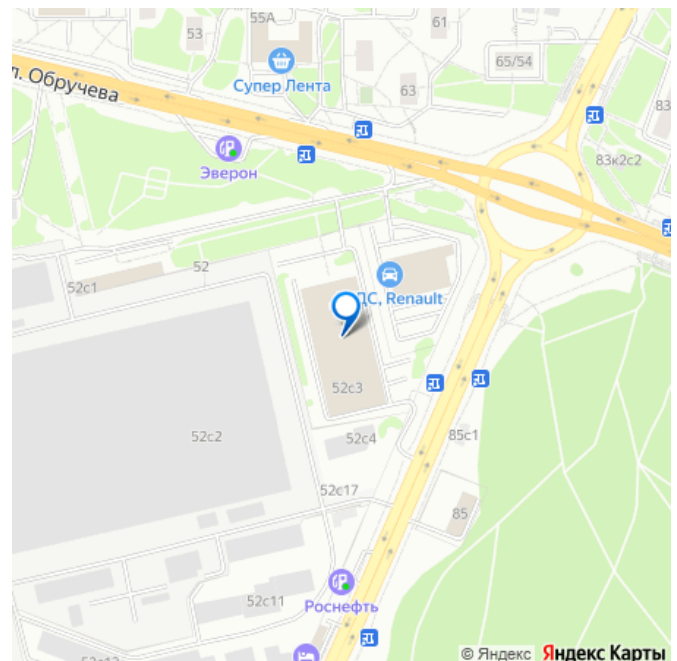 55А
53
61
65/54
Супер Лента
63
л. Обручева
83
Эверон
83к2с2
52
52с1
ДС, Renault
52с3
52с2
52с4
85с1
52с17
85
52с11
Роснефть
© Яндекс Яндекс Карты